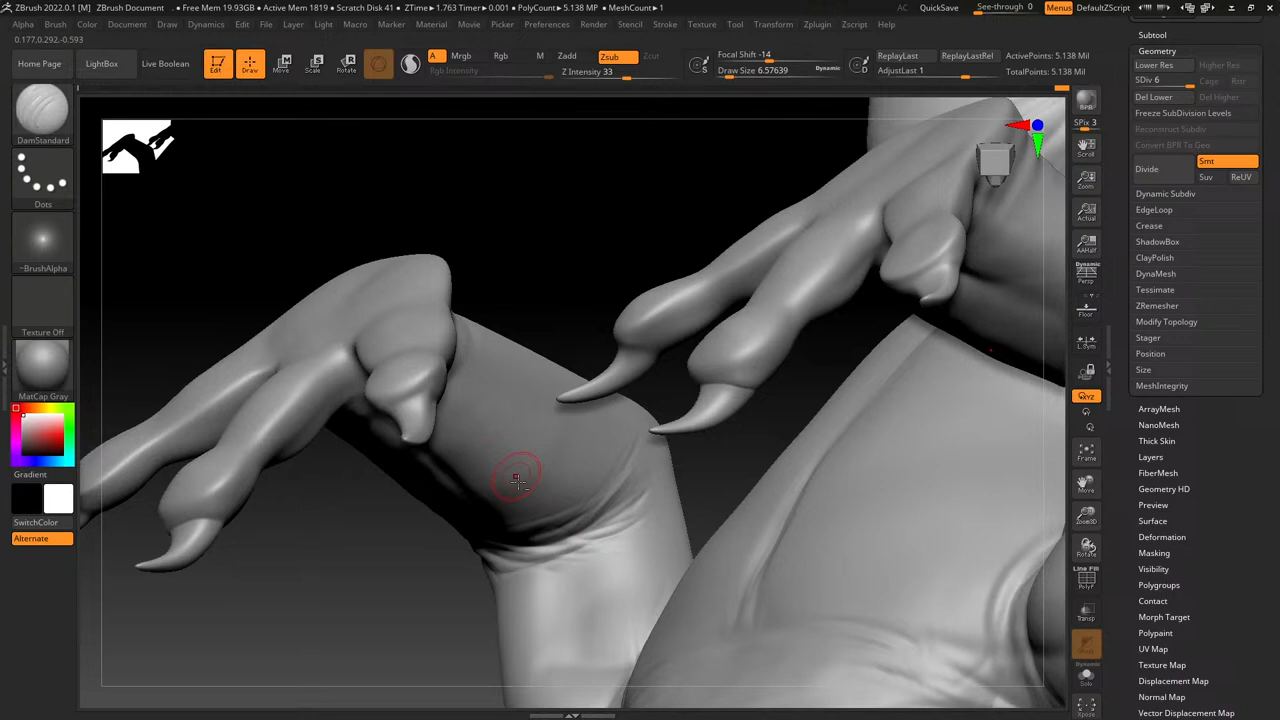 ZBrush 2022.0.1 [M]
ZBrush Document
. • Free Mem 19.93GB • Active Mem 1819 • Scratch Disk 41 • ZTime ▸ 1.763 Timer ▸ 0.001 • PolyCount ▸ 5.138 MP • MeshCount ▸ 1
AC
QuickSave
See-through 0
Menus
DefaultZScript
Alpha
Brush
Color
Document
Draw
Dynamics
Edit
File
Layer
Light
Macro
Marker
Material
Movie
Picker
Preferences
Render
Stencil
Stroke
Texture
Tool
Transform
Zplugin
Zscript
Help
0.177,0.292,-0.593
Home Page
LightBox
Live Boolean
Edit
Draw
Move
Scale
Rotate
A
Mrgb
Rgb
M
Rgb Intensity
Zadd
Zsub
Zcut
Z Intensity 33
S
Focal Shift -14
Draw Size 6.57639
Dynamic
D
ReplayLast
ReplayLastRel
AdjustLast 1
ActivePoints: 5.138 Mil
TotalPoints: 5.138 Mil
DamStandard
Dots
~BrushAlpha
Texture Off
MatCap Gray
Gradient
SwitchColor
Alternate
BPR
SPix 3
Scroll
Zoom
Actual
AAHalf
Dynamic
Persp
Floor
L.Sym
XYZ
Frame
Move
Zoom3D
Rotate
Line Fill
PolyF
Transp
Dynamic
Solo
Xpose
Subtool
Geometry
Lower Res
Higher Res
SDiv 6
Cage
Rstr
Del Lower
Del Higher
Freeze SubDivision Levels
Reconstruct Subdiv
Convert BPR To Geo
Divide
Smt
Suv
ReUV
Dynamic Subdiv
EdgeLoop
Crease
ShadowBox
ClayPolish
DynaMesh
Tessimate
ZRemesher
Modify Topology
Stager
Position
Size
MeshIntegrity
ArrayMesh
NanoMesh
Thick Skin
Layers
FiberMesh
Geometry HD
Preview
Surface
Deformation
Masking
Visibility
Polygroups
Contact
Morph Target
Polypaint
UV Map
Texture Map
Displacement Map
Normal Map
Vector Displacement Map